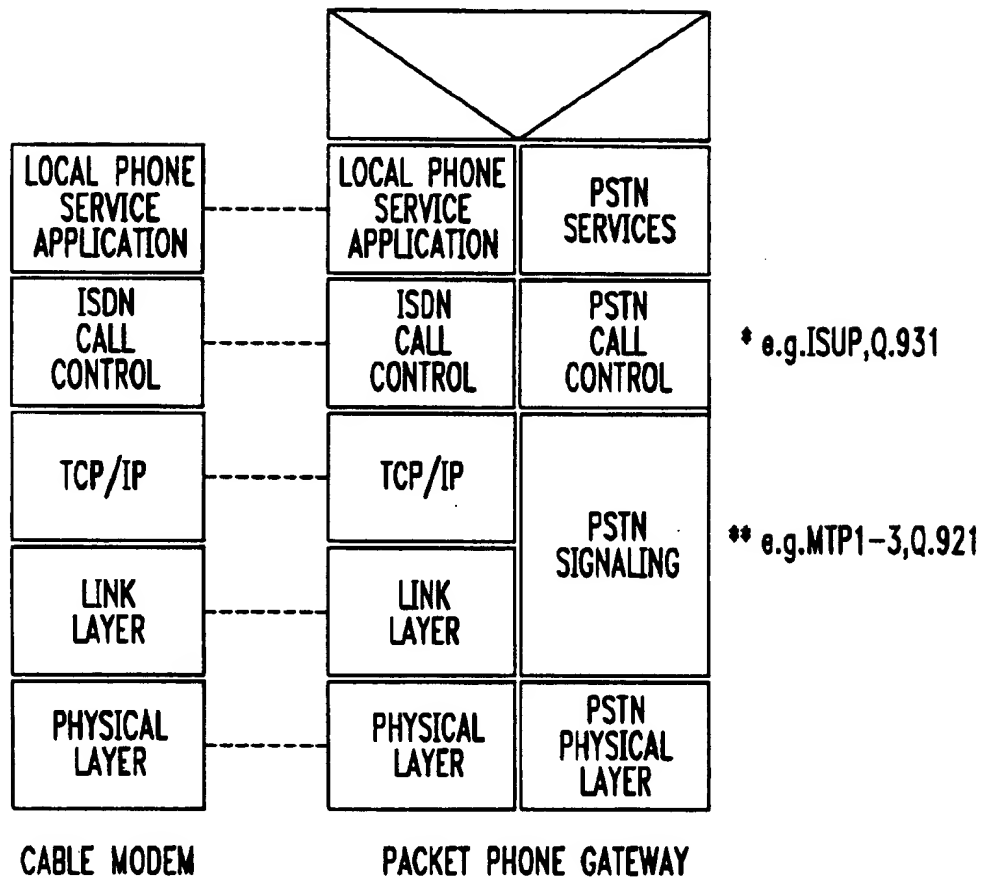 LOCAL PHONE
SERVICE
APPLICATION
LOCAL PHONE
SERVICE
APPLICATION
PSTN
SERVICES
ISDN
CALL
CONTROL
ISDN
CALL
CONTROL
PSTN
CALL
CONTROL
* e.g.ISUP,Q.931
TCP/IP
TCP/IP
PSTN
SIGNALING
** e.g.MTP1-3,Q.921
LINK
LAYER
LINK
LAYER
PHYSICAL
LAYER
PHYSICAL
LAYER
PSTN
PHYSICAL
LAYER
CABLE MODEM
PACKET PHONE GATEWAY